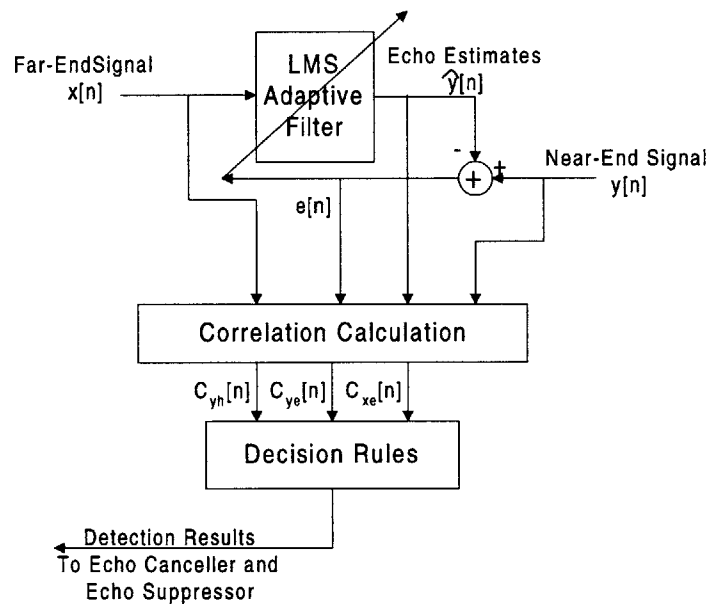 Far-EndSignal
x[n]
LMS
Adaptive
Filter
Echo Estimates
ŷ[n]
-
+
+
Near-End Signal
y[n]
e[n]
Correlation Calculation
C_yh[n] C_ye[n] C_xe[n]
Decision Rules
Detection Results
To Echo Canceller and
Echo Suppressor